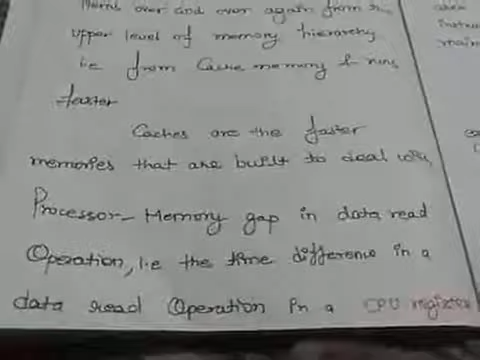 over and over again from
upper level of memory hierarchy
i.e from Cache memory & runs
faster
Caches are the faster
memories that are built to deal with
Processor-Memory gap in data read
Operation, i.e the time difference in a
data read Operation in a CPU register